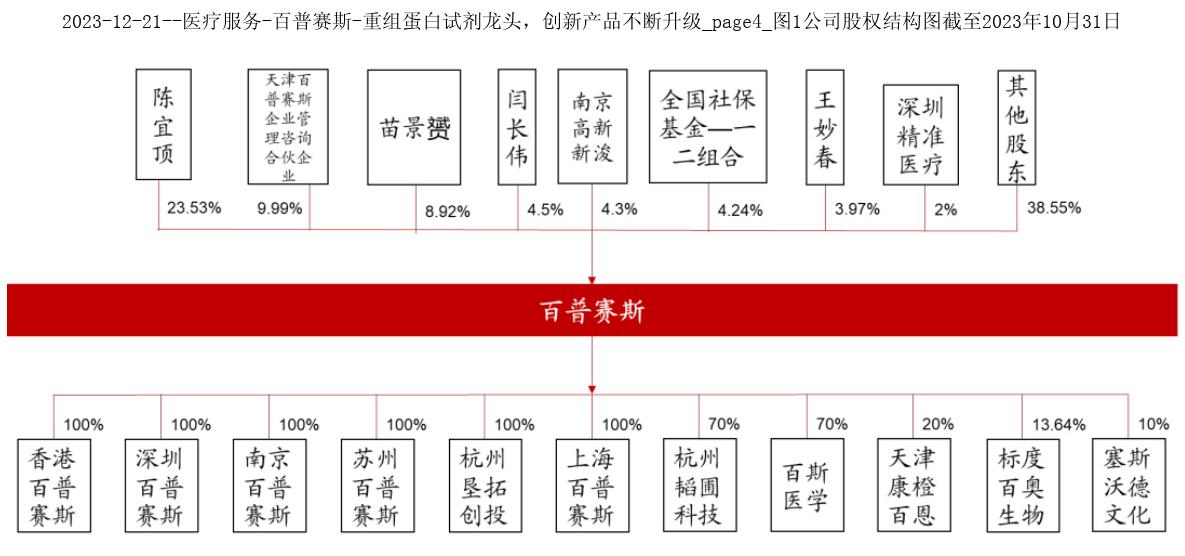 2023-12-21--医疗服务-百普赛斯-重组蛋白试剂龙头，创新产品不断升级_page4_图1公司股权结构图截至2023年10月31日
陈
宜
顶
天津百
普赛斯
企业管
理咨询
合伙企
业
苗景赟
闫
长
伟
南京
高新
新浚
全国社保
基金一一
二组合
王
妙
春
深圳
精准
医疗
其
他
股
东
23.53%
9.99%
8.92%
4.5%
4.3%
4.24%
3.97%
2%
38.55%
百普赛斯
100%
100%
100%
100%
100%
100%
70%
70%
20%
13.64%
10%
香港
百普
赛斯
深圳
百普
赛斯
南京
百普
赛斯
苏州
百普
赛斯
杭州
垦拓
创投
上海
百普
赛斯
杭州
韬圃
科技
百斯
医学
天津
康橙
百恩
标度
百奥
生物
塞斯
沃德
文化